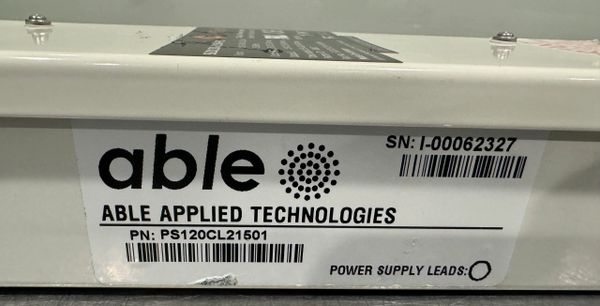 able
SN: I-00062327
ABLE APPLIED TECHNOLOGIES
PN: PS120CL21501
POWER SUPPLY LEADS: